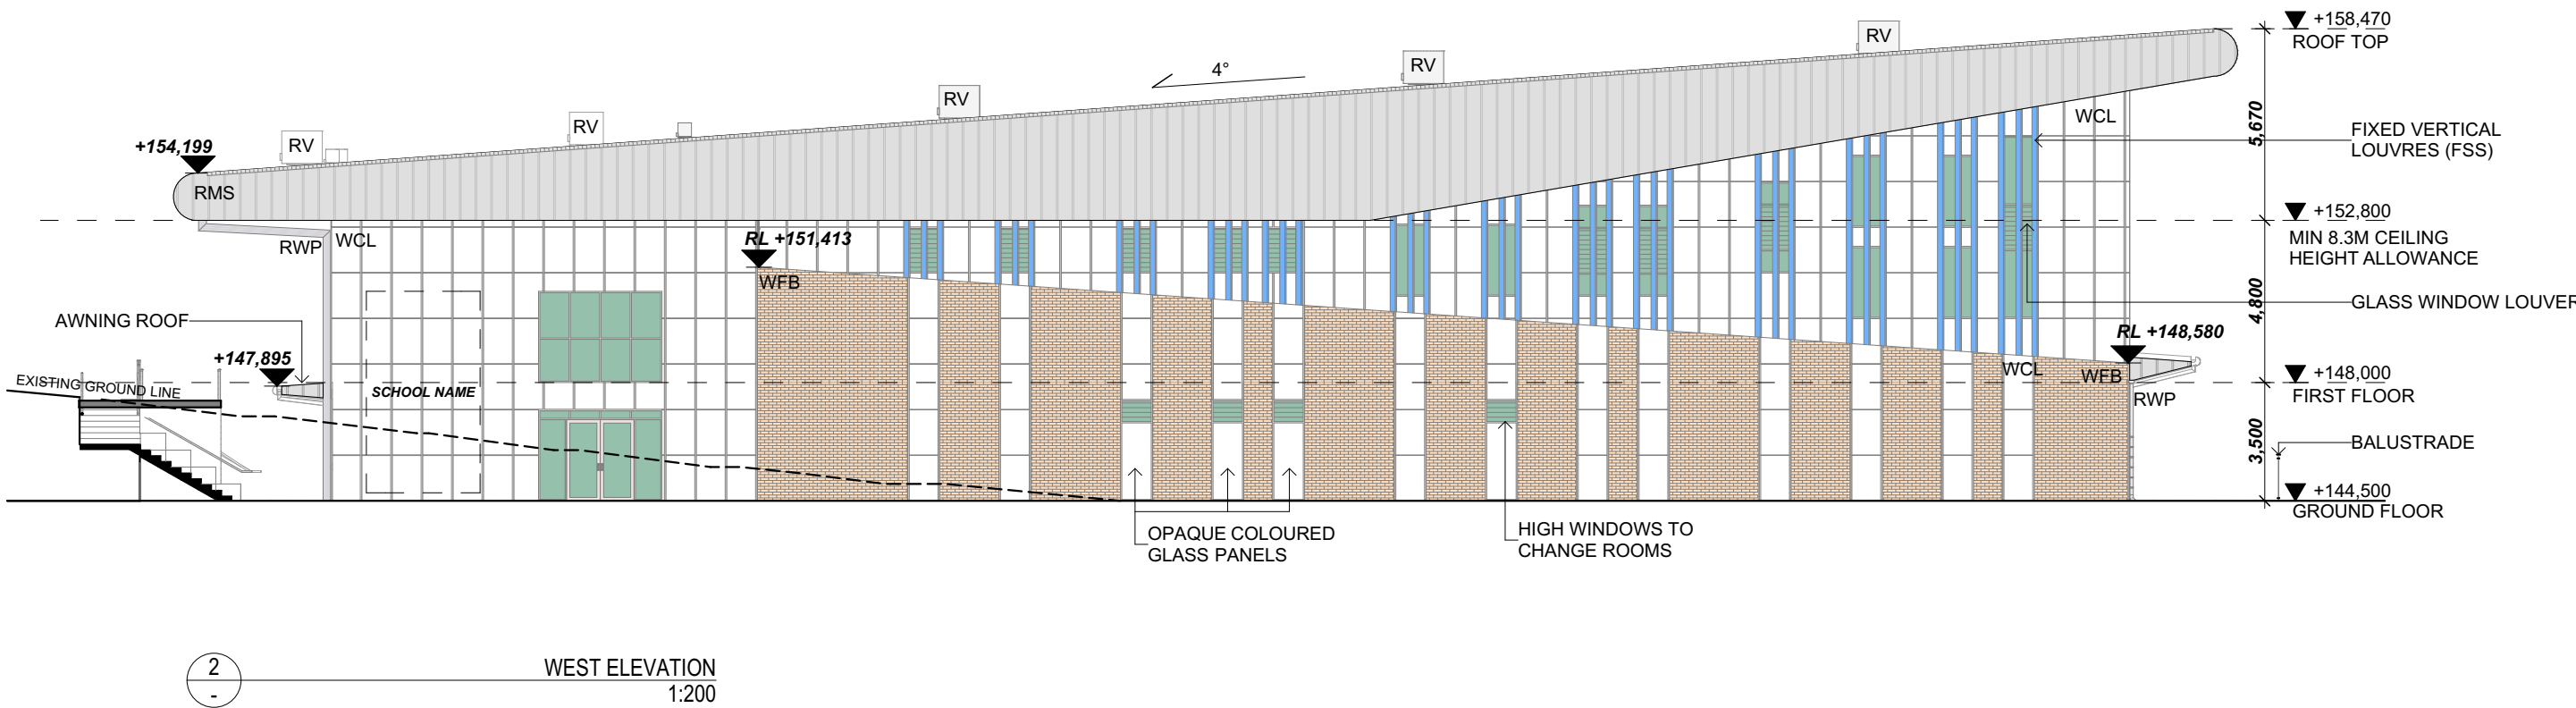 +158,470
ROOF TOP
RV
RV
RV
RV
RV
4°
+154,199
RMS
WCL
5,670
FIXED VERTICAL
LOUVRES (FSS)
+152,800
MIN 8.3M CEILING
HEIGHT ALLOWANCE
RWP
WCL
RL +151,413
WFB
4,800
GLASS WINDOW LOUVER
AWNING ROOF
RL +148,580
+147,895
EXISTING GROUND LINE
SCHOOL NAME
WCL
WFB
RWP
+148,000
FIRST FLOOR
3,500
BALUSTRADE
+144,500
GROUND FLOOR
OPAQUE COLOURED
GLASS PANELS
HIGH WINDOWS TO
CHANGE ROOMS
2
-
WEST ELEVATION
1:200